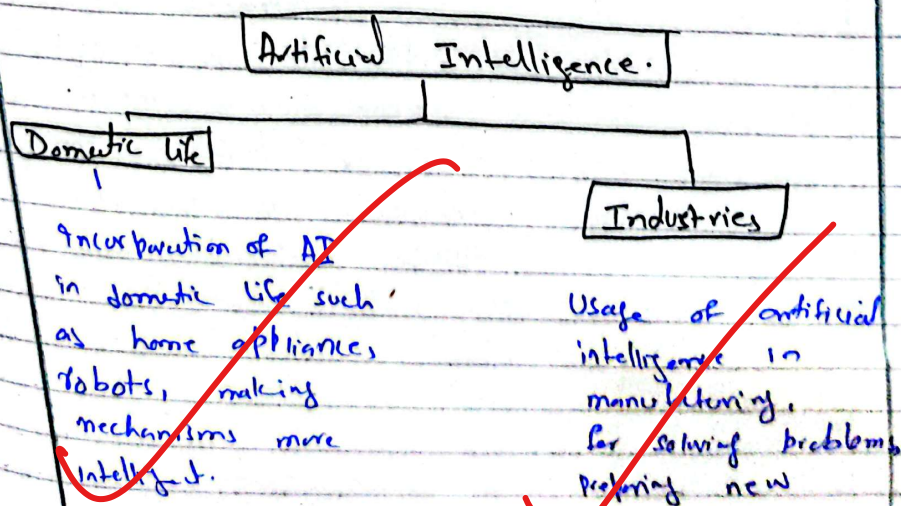 Artificial Intelligence.
Domestic life
Industries
Incorporation of AI
in domestic life such
as home appliances,
robots, making
mechanisms more
intelligent.
Usage of artificial
intelligence in
manufacturing,
for solving problems
preparing new